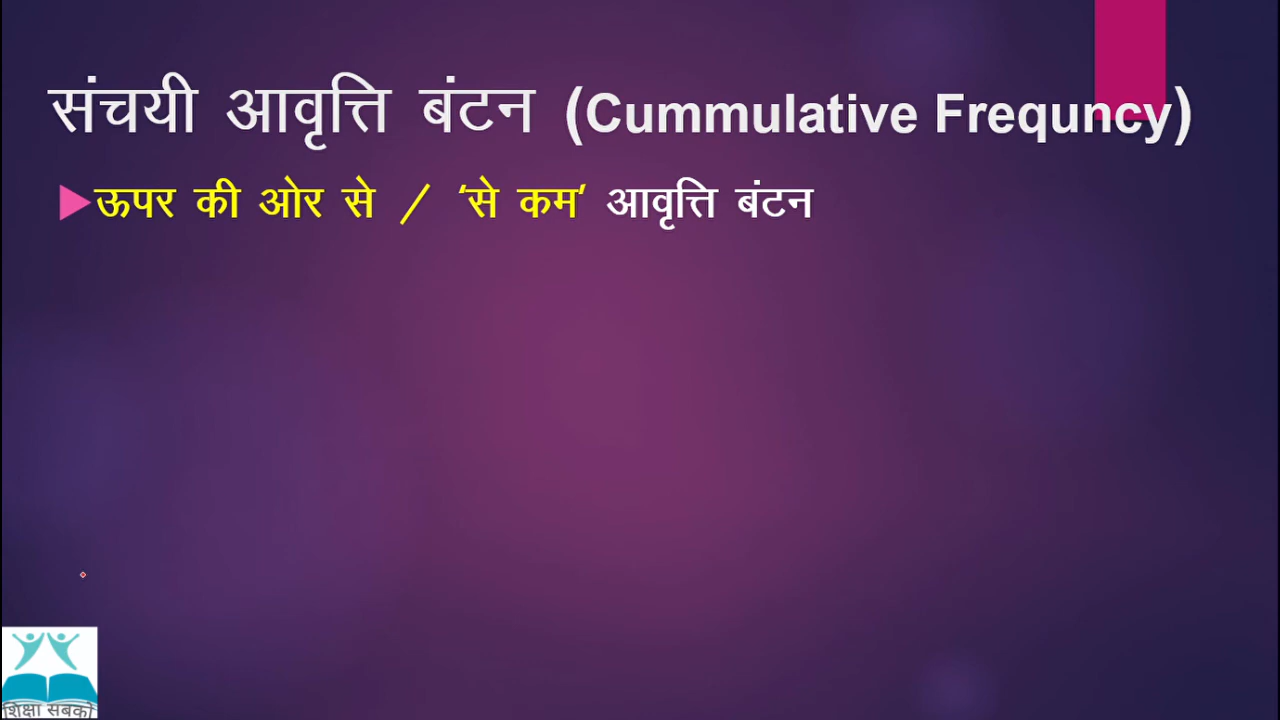 संचयी आवृत्ति बंटन (Cummulative Frequncy)
ऊपर की ओर से / ‘से कम’ आवृत्ति बंटन
शिक्षा सबको